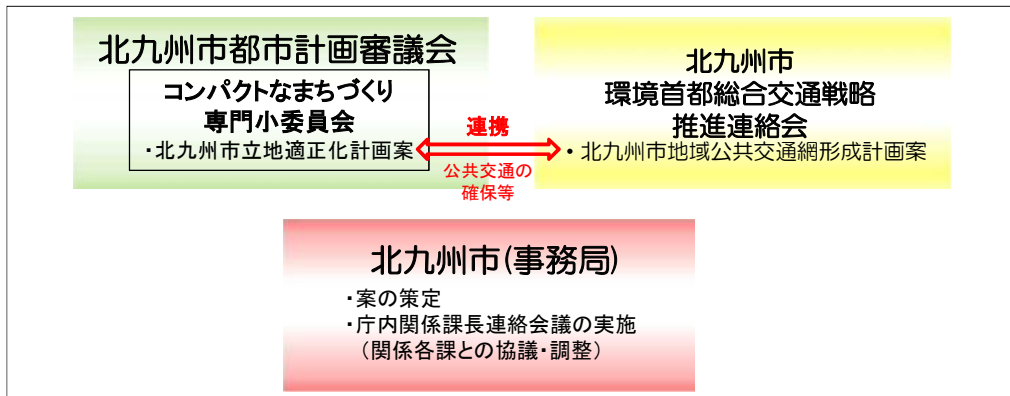 北九州市都市計画審議会
コンパクトなまちづくり
専門小委員会
・北九州市立地適正化計画案
連携
公共交通の
確保等
北九州市
環境首都総合交通戦略
推進連絡会
・北九州市地域公共交通網形成計画案
北九州市(事務局)
・案の策定
・庁内関係課長連絡会議の実施
（関係各課との協議・調整）